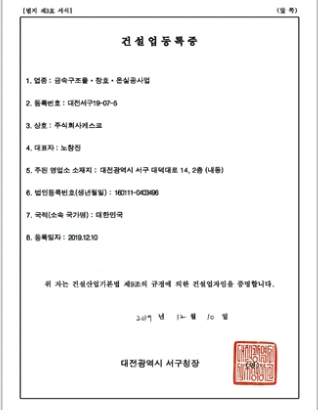 [별지 제3호 서식] (앞 쪽)
건설업등록증
1. 업종 : 금속구조물 · 창호 · 온실공사업
2. 등록번호 : 대전서구19-07-5
3. 상호 : 주식회사케스코
4. 대표자 : 노참진
5. 주된 영업소 소재지 : 대전광역시 서구 대덕대로 14, 2층 (내동)
6. 법인등록번호(생년월일) : 160111-0403496
7. 국적(소속 국가명) : 대한민국
8. 등록일자 : 2019.12.10
위 자는 건설산업기본법 제9조의 규정에 의한 건설업자임을 증명합니다.
2019 년 12 월 10 일
대전광역시 서구청장